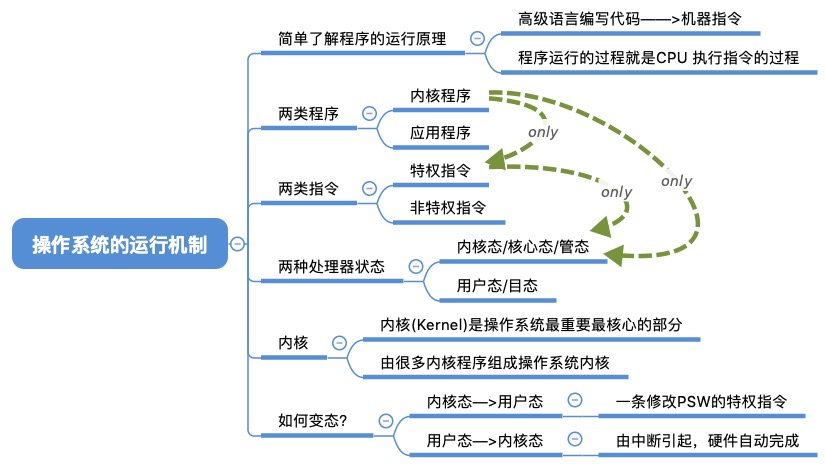 操作系统的运行机制
简单了解程序的运行原理
高级语言编写代码——>机器指令
程序运行的过程就是CPU 执行指令的过程
两类程序
内核程序
应用程序
only
两类指令
特权指令
非特权指令
only
only
两种处理器状态
内核态/核心态/管态
用户态/目态
内核
内核(Kernel)是操作系统最重要最核心的部分
由很多内核程序组成操作系统内核
如何变态?
内核态—>用户态
一条修改PSW的特权指令
用户态—>内核态
由中断引起，硬件自动完成